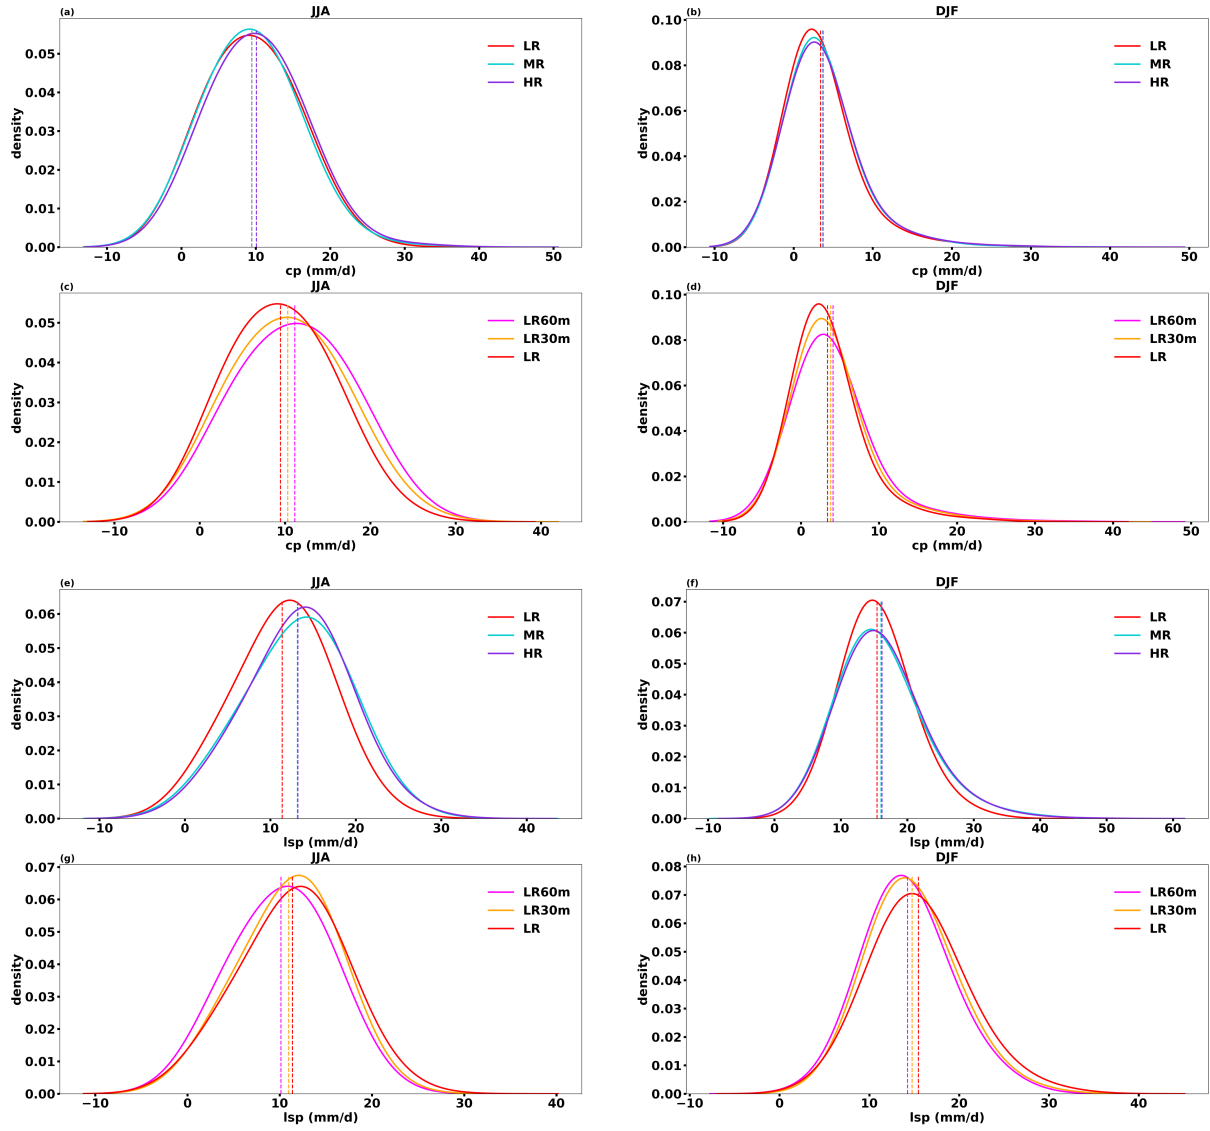 (a)
JJA
density
0.00
0.01
0.02
0.03
0.04
0.05
LR
MR
HR
−10
0
10
20
30
40
50
cp (mm/d)
(b)
DJF
density
0.00
0.02
0.04
0.06
0.08
0.10
LR
MR
HR
−10
0
10
20
30
40
50
cp (mm/d)
(c)
JJA
density
0.00
0.01
0.02
0.03
0.04
0.05
LR60m
LR30m
LR
−10
0
10
20
30
40
cp (mm/d)
(d)
DJF
density
0.00
0.02
0.04
0.06
0.08
0.10
LR60m
LR30m
LR
−10
0
10
20
30
40
50
cp (mm/d)
(e)
JJA
density
0.00
0.01
0.02
0.03
0.04
0.05
0.06
LR
MR
HR
−10
0
10
20
30
40
lsp (mm/d)
(f)
DJF
density
0.00
0.01
0.02
0.03
0.04
0.05
0.06
0.07
LR
MR
HR
−10
0
10
20
30
40
50
60
lsp (mm/d)
(g)
JJA
density
0.00
0.01
0.02
0.03
0.04
0.05
0.06
0.07
LR60m
LR30m
LR
−10
0
10
20
30
40
lsp (mm/d)
(h)
DJF
density
0.00
0.01
0.02
0.03
0.04
0.05
0.06
0.07
0.08
LR60m
LR30m
LR
−10
0
10
20
30
40
lsp (mm/d)